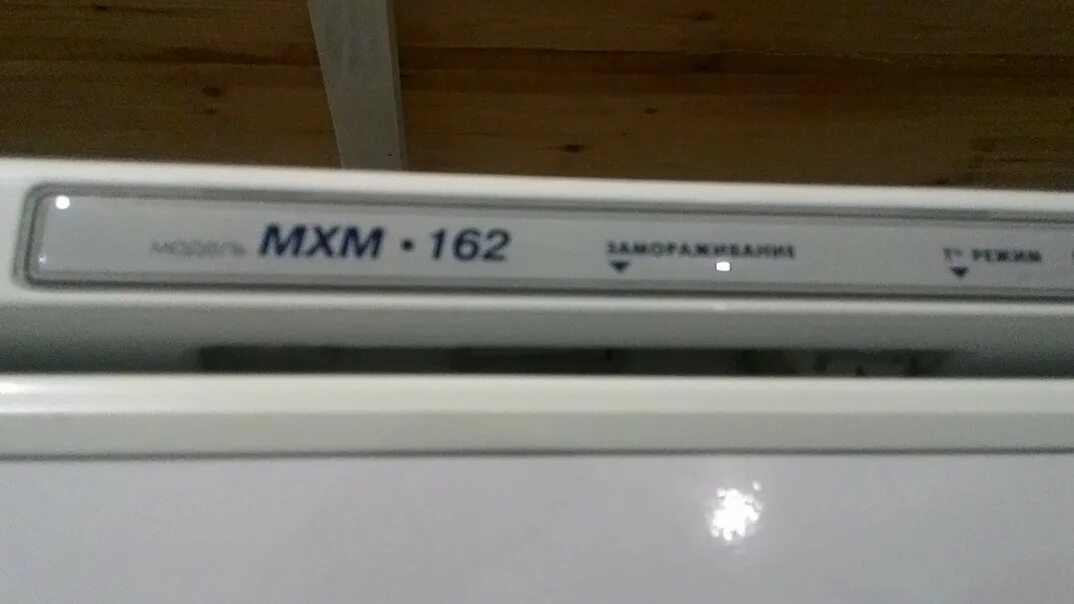 МОДЕЛЬ МХМ • 162 ЗАМОРАЖИВАНИЕ Т° РЕЖИМ